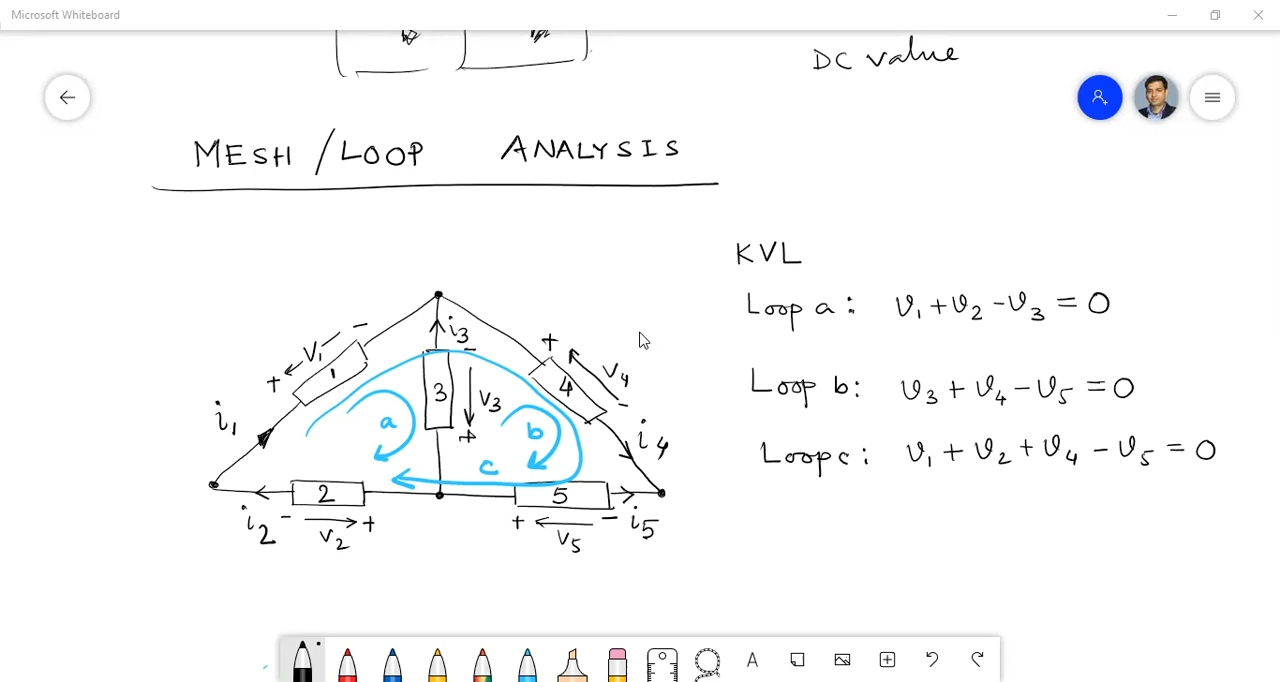 Microsoft Whiteboard
DC value
MESH / LOOP ANALYSIS
KVL
Loop a: v₁ + v₂ - v₃ = 0
Loop b: v₃ + v₄ - v₅ = 0
Loop c: v₁ + v₂ + v₄ - v₅ = 0
i₃
-
+ V₁ -
1
+ V₄ -
4
3
V₃
+
i₁
a
b
c
i₄
2
5
i₂ - V₂ +
+ V₅ - i₅
A